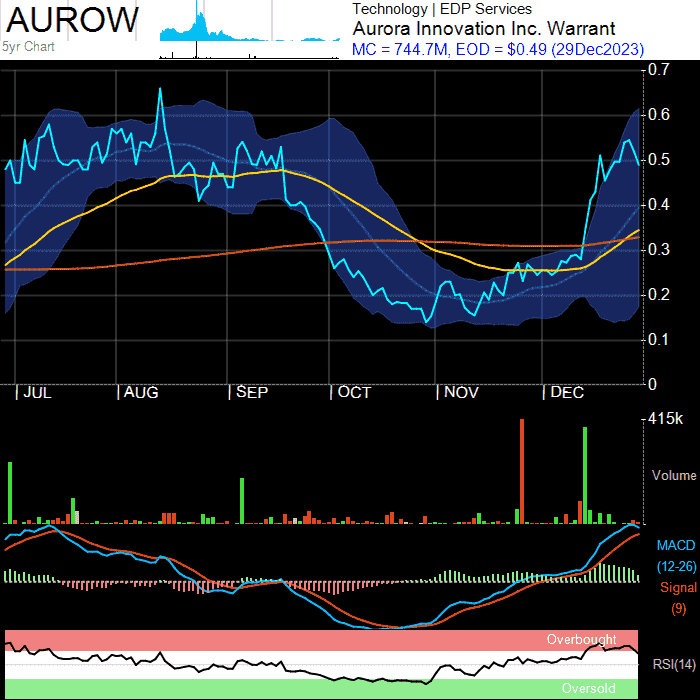 AUROW
5yr Chart
Technology | EDP Services
Aurora Innovation Inc. Warrant
MC = 744.7M, EOD = $0.49 (29Dec2023)
0.7
0.6
0.5
0.4
0.3
0.2
0.1
0
| JUL | AUG | SEP | OCT | NOV | DEC
415k
Volume
MACD
(12-26)
Signal
(9)
Overbought
RSI(14)
Oversold